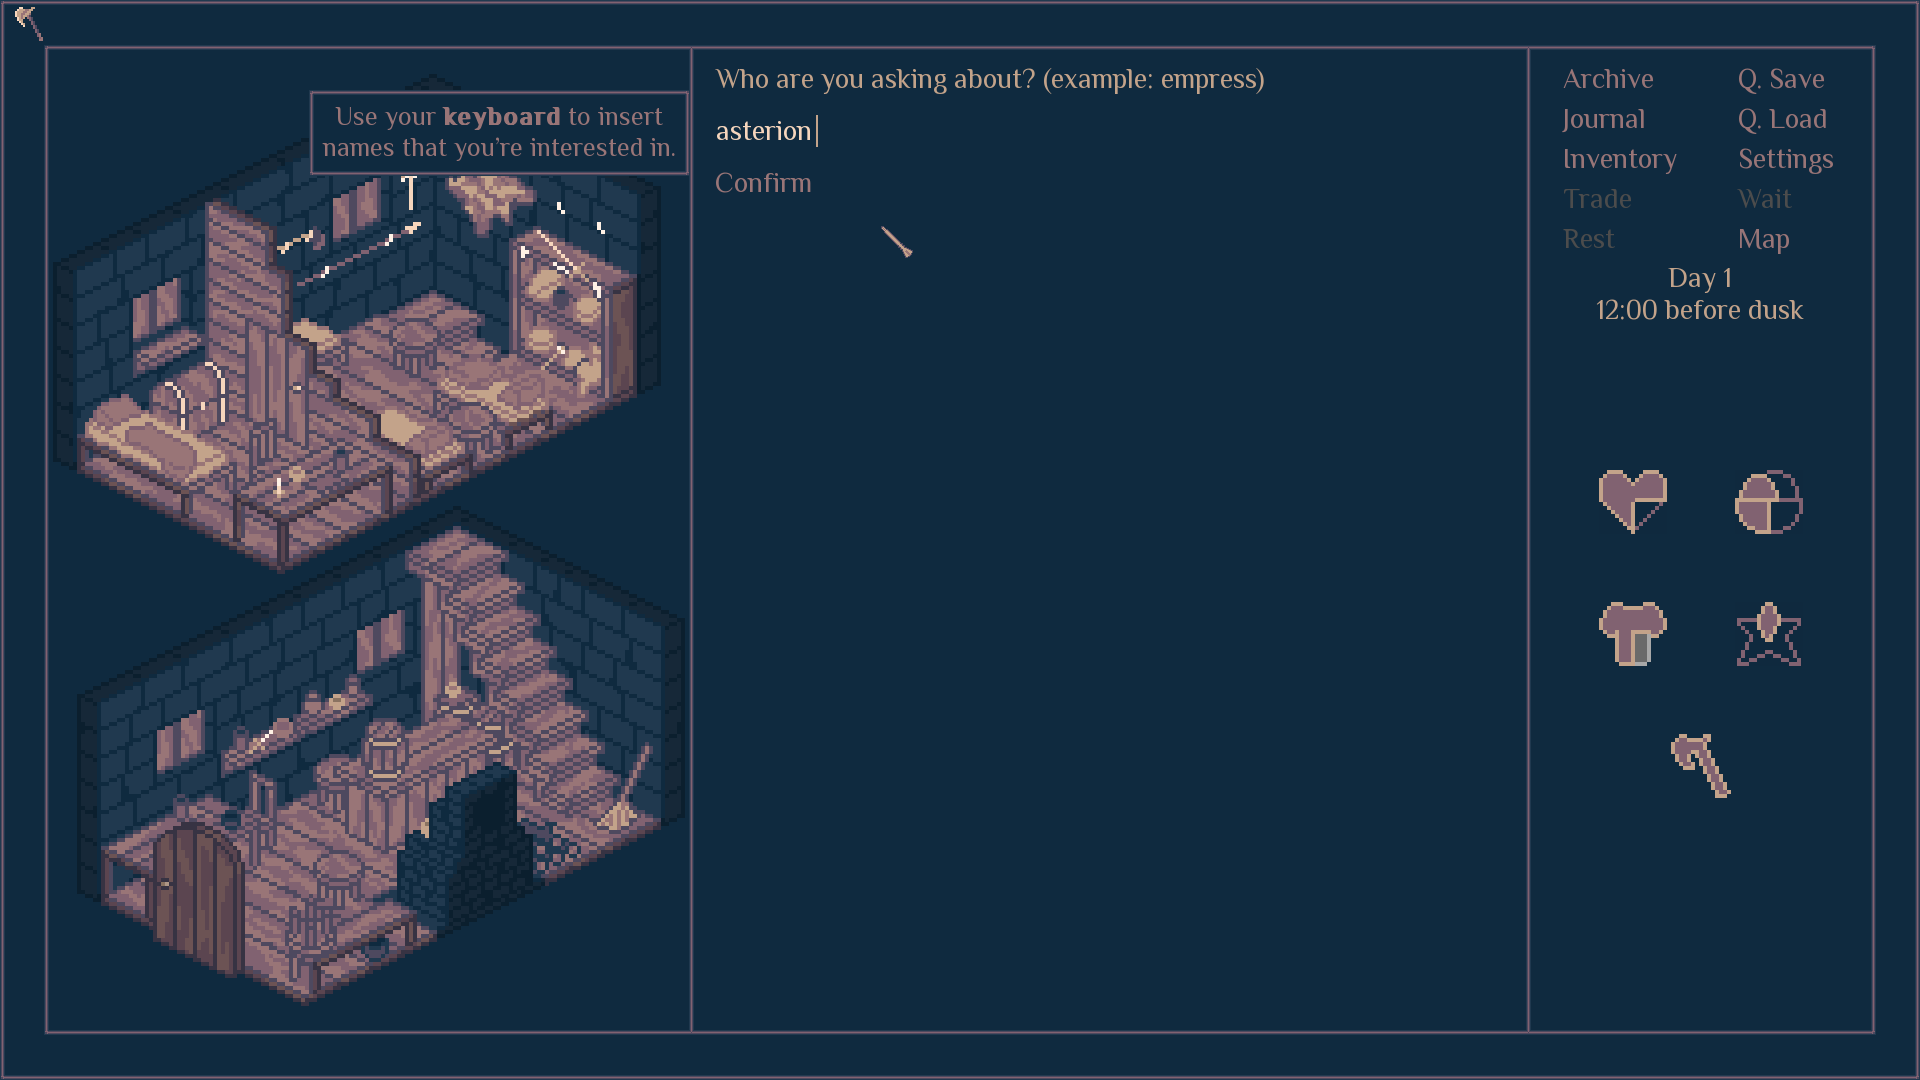 Use your keyboard to insert
names that you're interested in.
Who are you asking about? (example: empress)
asterion
Confirm
Archive
Q. Save
Journal
Q. Load
Inventory
Settings
Trade
Wait
Rest
Map
Day 1
12:00 before dusk